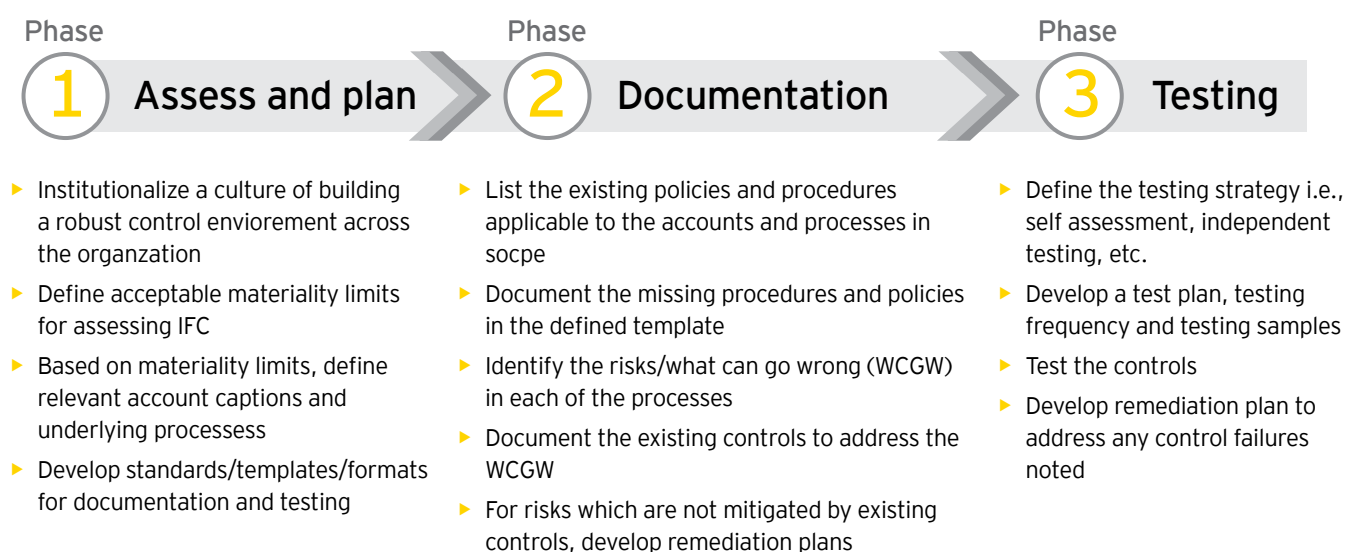 Phase
1 Assess and plan
Institutionalize a culture of building
a robust control enviorement across
the organzation
Define acceptable materiality limits
for assessing IFC
Based on materiality limits, define
relevant account captions and
underlying processess
Develop standards/templates/formats
for documentation and testing
Phase
2 Documentation
List the existing policies and procedures
applicable to the accounts and processes in
socpe
Document the missing procedures and policies
in the defined template
Identify the risks/what can go wrong (WCGW)
in each of the processes
Document the existing controls to address the
WCGW
For risks which are not mitigated by existing
controls, develop remediation plans
Phase
3 Testing
Define the testing strategy i.e.,
self assessment, independent
testing, etc.
Develop a test plan, testing
frequency and testing samples
Test the controls
Develop remediation plan to
address any control failures
noted